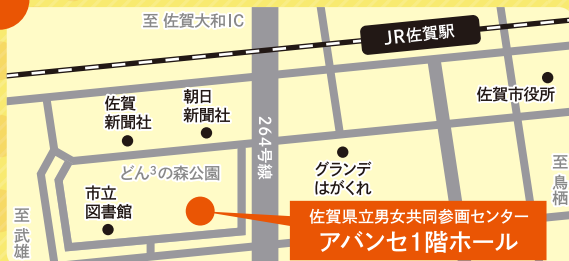 至 佐賀大和IC
JR佐賀駅
佐賀
新聞社
朝日
新聞社
264号線
佐賀市役所
どん3の森公園
グランデ
はがくれ
至 鳥栖
市立
図書館
至 武雄
佐賀県立男女共同参画センター
アバンセ1階ホール